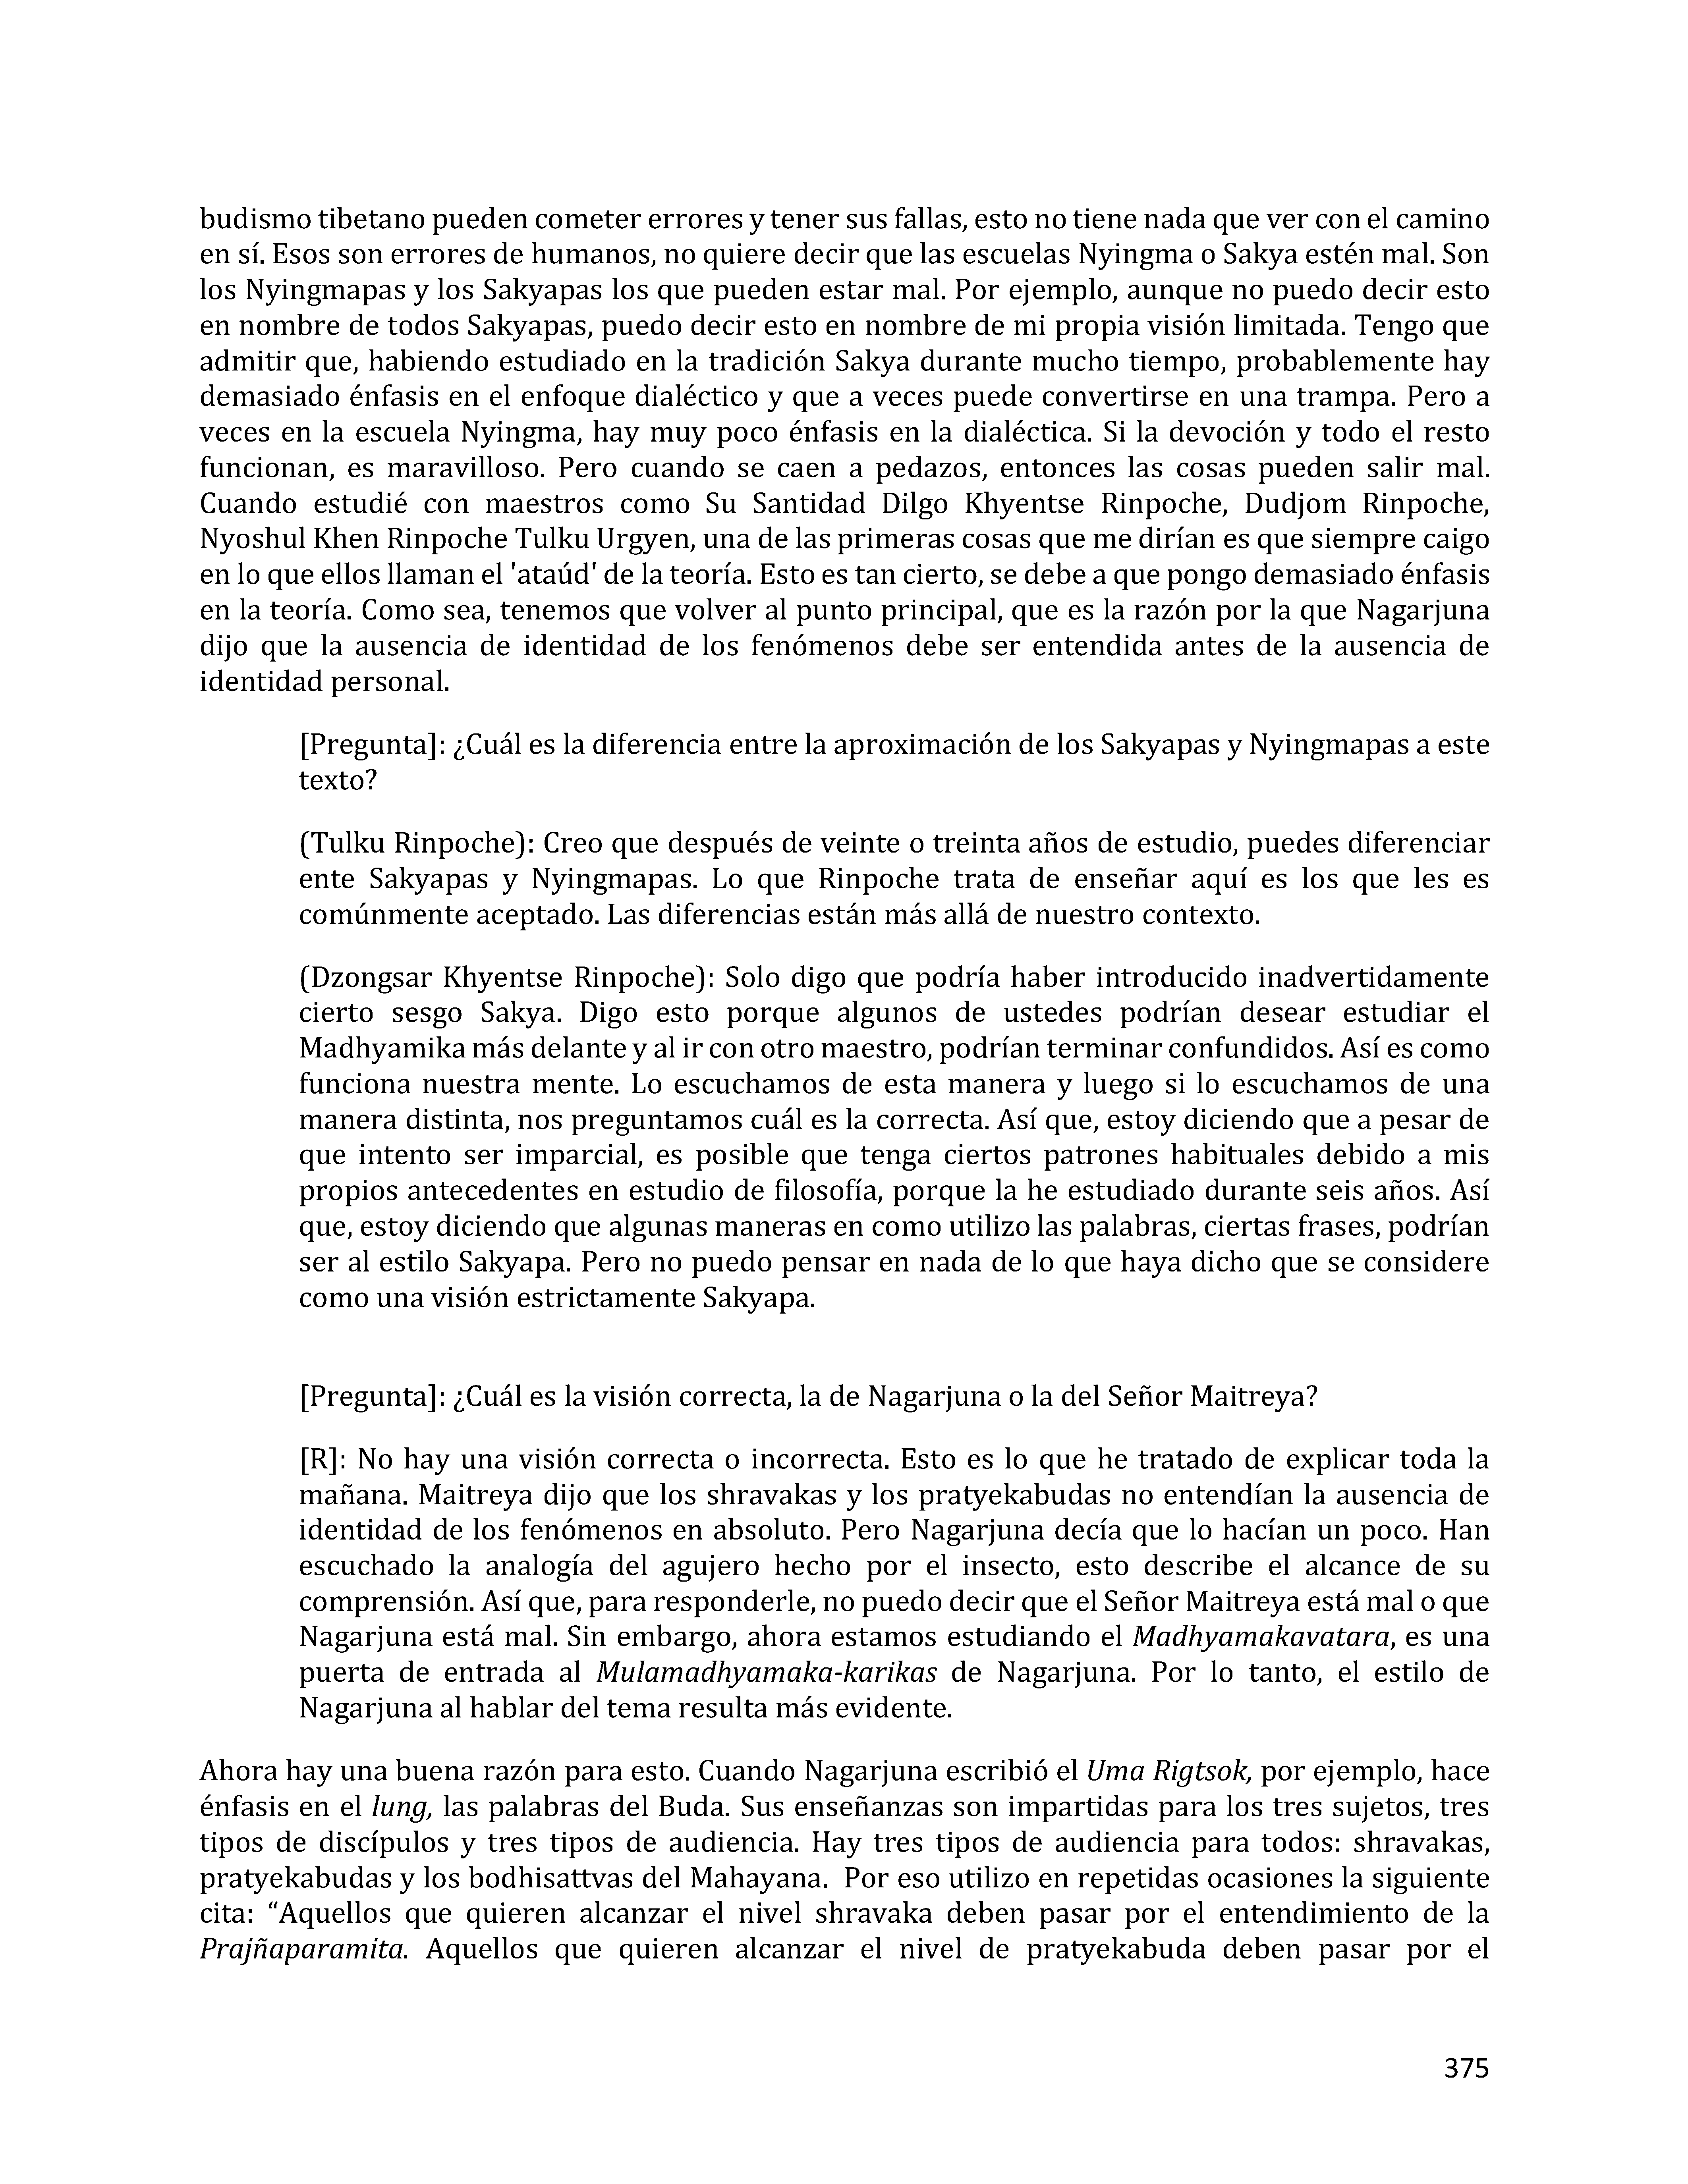 budismo tibetano pueden cometer errores y tener sus fallas, esto no tiene nada que ver con el camino
en sí. Esos son errores de humanos, no quiere decir que las escuelas Nyingma o Sakya estén mal. Son
los Nyingmapas y los Sakyapas los que pueden estar mal. Por ejemplo, aunque no puedo decir esto
en nombre de todos Sakyapas, puedo decir esto en nombre de mi propia visión limitada. Tengo que
admitir que, habiendo estudiado en la tradición Sakya durante mucho tiempo, probablemente hay
demasiado énfasis en el enfoque dialéctico y que a veces puede convertirse en una trampa. Pero a
veces en la escuela Nyingma, hay muy poco énfasis en la dialéctica. Si la devoción y todo el resto
funcionan, es maravilloso. Pero cuando se caen a pedazos, entonces las cosas pueden salir mal.
Cuando estudié con maestros como Su Santidad Dilgo Khyentse Rinpoche, Dudjom Rinpoche,
Nyoshul Khen Rinpoche Tulku Urgyen, una de las primeras cosas que me dirían es que siempre caigo
en lo que ellos llaman el 'ataúd' de la teoría. Esto es tan cierto, se debe a que pongo demasiado énfasis
en la teoría. Como sea, tenemos que volver al punto principal, que es la razón por la que Nagarjuna
dijo que la ausencia de identidad de los fenómenos debe ser entendida antes de la ausencia de
identidad personal.
[Pregunta]: ¿Cuál es la diferencia entre la aproximación de los Sakyapas y Nyingmapas a este
texto?
(Tulku Rinpoche): Creo que después de veinte o treinta años de estudio, puedes diferenciar
ente Sakyapas y Nyingmapas. Lo que Rinpoche trata de enseñar aquí es los que les es
comúnmente aceptado. Las diferencias están más allá de nuestro contexto.
(Dzongsar Khyentse Rinpoche): Solo digo que podría haber introducido inadvertidamente
cierto sesgo Sakya. Digo esto porque algunos de ustedes podrían desear estudiar el
Madhyamika más delante y al ir con otro maestro, podrían terminar confundidos. Así es como
funciona nuestra mente. Lo escuchamos de esta manera y luego si lo escuchamos de una
manera distinta, nos preguntamos cuál es la correcta. Así que, estoy diciendo que a pesar de
que intento ser imparcial, es posible que tenga ciertos patrones habituales debido a mis
propios antecedentes en estudio de filosofía, porque la he estudiado durante seis años. Así
que, estoy diciendo que algunas maneras en como utilizo las palabras, ciertas frases, podrían
ser al estilo Sakyapa. Pero no puedo pensar en nada de lo que haya dicho que se considere
como una visión estrictamente Sakyapa.
[Pregunta]: ¿Cuál es la visión correcta, la de Nagarjuna o la del Señor Maitreya?
[R]: No hay una visión correcta o incorrecta. Esto es lo que he tratado de explicar toda la
mañana. Maitreya dijo que los shravakas y los pratyekabudas no entendían la ausencia de
identidad de los fenómenos en absoluto. Pero Nagarjuna decía que lo hacían un poco. Han
escuchado la analogía del agujero hecho por el insecto, esto describe el alcance de su
comprensión. Así que, para responderle, no puedo decir que el Señor Maitreya está mal o que
Nagarjuna está mal. Sin embargo, ahora estamos estudiando el Madhyamakavatara, es una
puerta de entrada al Mulamadhyamaka-karikas de Nagarjuna. Por lo tanto, el estilo de
Nagarjuna al hablar del tema resulta más evidente.
Ahora hay una buena razón para esto. Cuando Nagarjuna escribió el Uma Rigtsok, por ejemplo, hace
énfasis en el lung, las palabras del Buda. Sus enseñanzas son impartidas para los tres sujetos, tres
tipos de discípulos y tres tipos de audiencia. Hay tres tipos de audiencia para todos: shravakas,
pratyekabudas y los bodhisattvas del Mahayana.  Por eso utilizo en repetidas ocasiones la siguiente
cita: “Aquellos que quieren alcanzar el nivel shravaka deben pasar por el entendimiento de la
Prajñaparamita. Aquellos que quieren alcanzar el nivel de pratyekabuda deben pasar por el
375